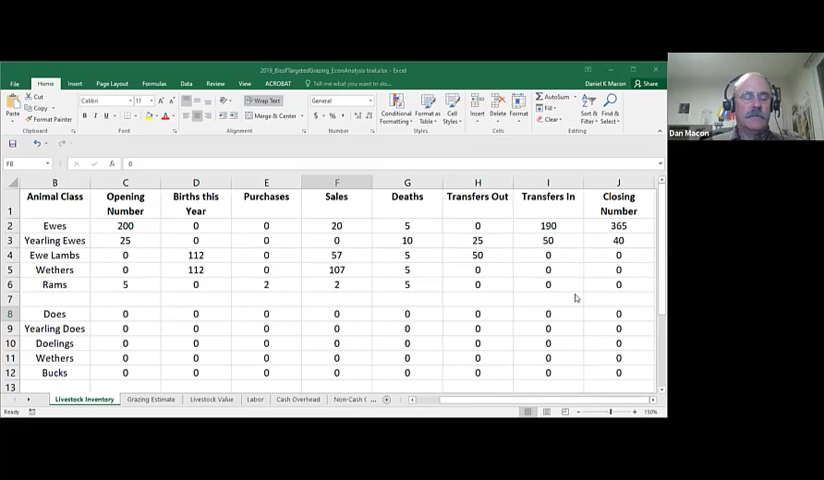 2019_BizofTargetedGrazing_EconAnalysis trial.xlsx - Excel
File Home Insert Page Layout Formulas Data Review View ACROBAT Tell me what you want to do... Daniel K Macon Share
Cut
Copy
Format Painter
Paste
Clipboard
Calibri 11
B I U
Font
Wrap Text
Merge & Center
Alignment
General
$ % ,
Number
Conditional Formatting
Format as Table
Cell Styles
Styles
Insert Delete Format
Cells
AutoSum
Fill
Clear
Sort & Filter
Find & Select
Editing
F8 fx 0
B C D E F G H I J
1 Animal Class Opening Number Births this Year Purchases Sales Deaths Transfers Out Transfers In Closing Number
2 Ewes 200 0 0 20 5 0 190 365
3 Yearling Ewes 25 0 0 0 10 25 50 40
4 Ewe Lambs 0 112 0 57 5 50 0 0
5 Wethers 0 112 0 107 5 0 0 0
6 Rams 5 0 2 2 5 0 0 0
7
8 Does 0 0 0 0 0 0 0 0
9 Yearling Does 0 0 0 0 0 0 0 0
10 Doelings 0 0 0 0 0 0 0 0
11 Wethers 0 0 0 0 0 0 0 0
12 Bucks 0 0 0 0 0 0 0 0
13
Livestock Inventory Grazing Estimate Livestock Value Labor Cash Overhead Non-Cash ...
Ready 150%
Dan Macon